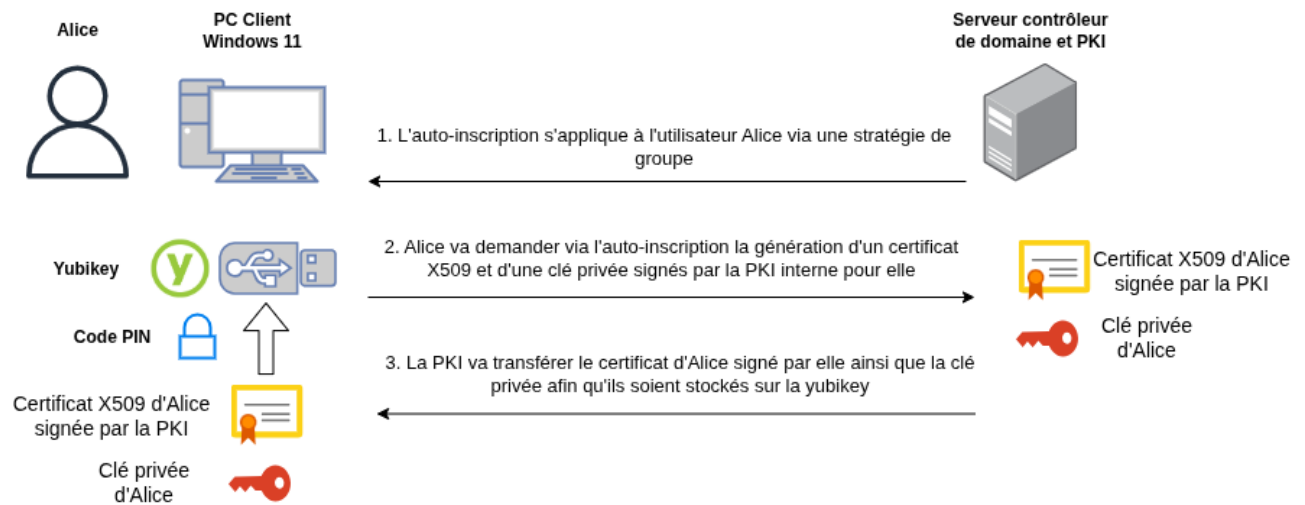 Alice
PC Client
Windows 11
Serveur contrôleur
de domaine et PKI
1. L'auto-inscription s'applique à l'utilisateur Alice via une stratégie de
groupe
Yubikey
y
2. Alice va demander via l'auto-inscription la génération d'un certificat
X509 et d'une clé privée signés par la PKI interne pour elle
Certificat X509 d'Alice
signée par la PKI
Code PIN
Clé privée
d'Alice
3. La PKI va transférer le certificat d'Alice signé par elle ainsi que la clé
privée afin qu'ils soient stockés sur la yubikey
Certificat X509 d'Alice
signée par la PKI
Clé privée
d'Alice